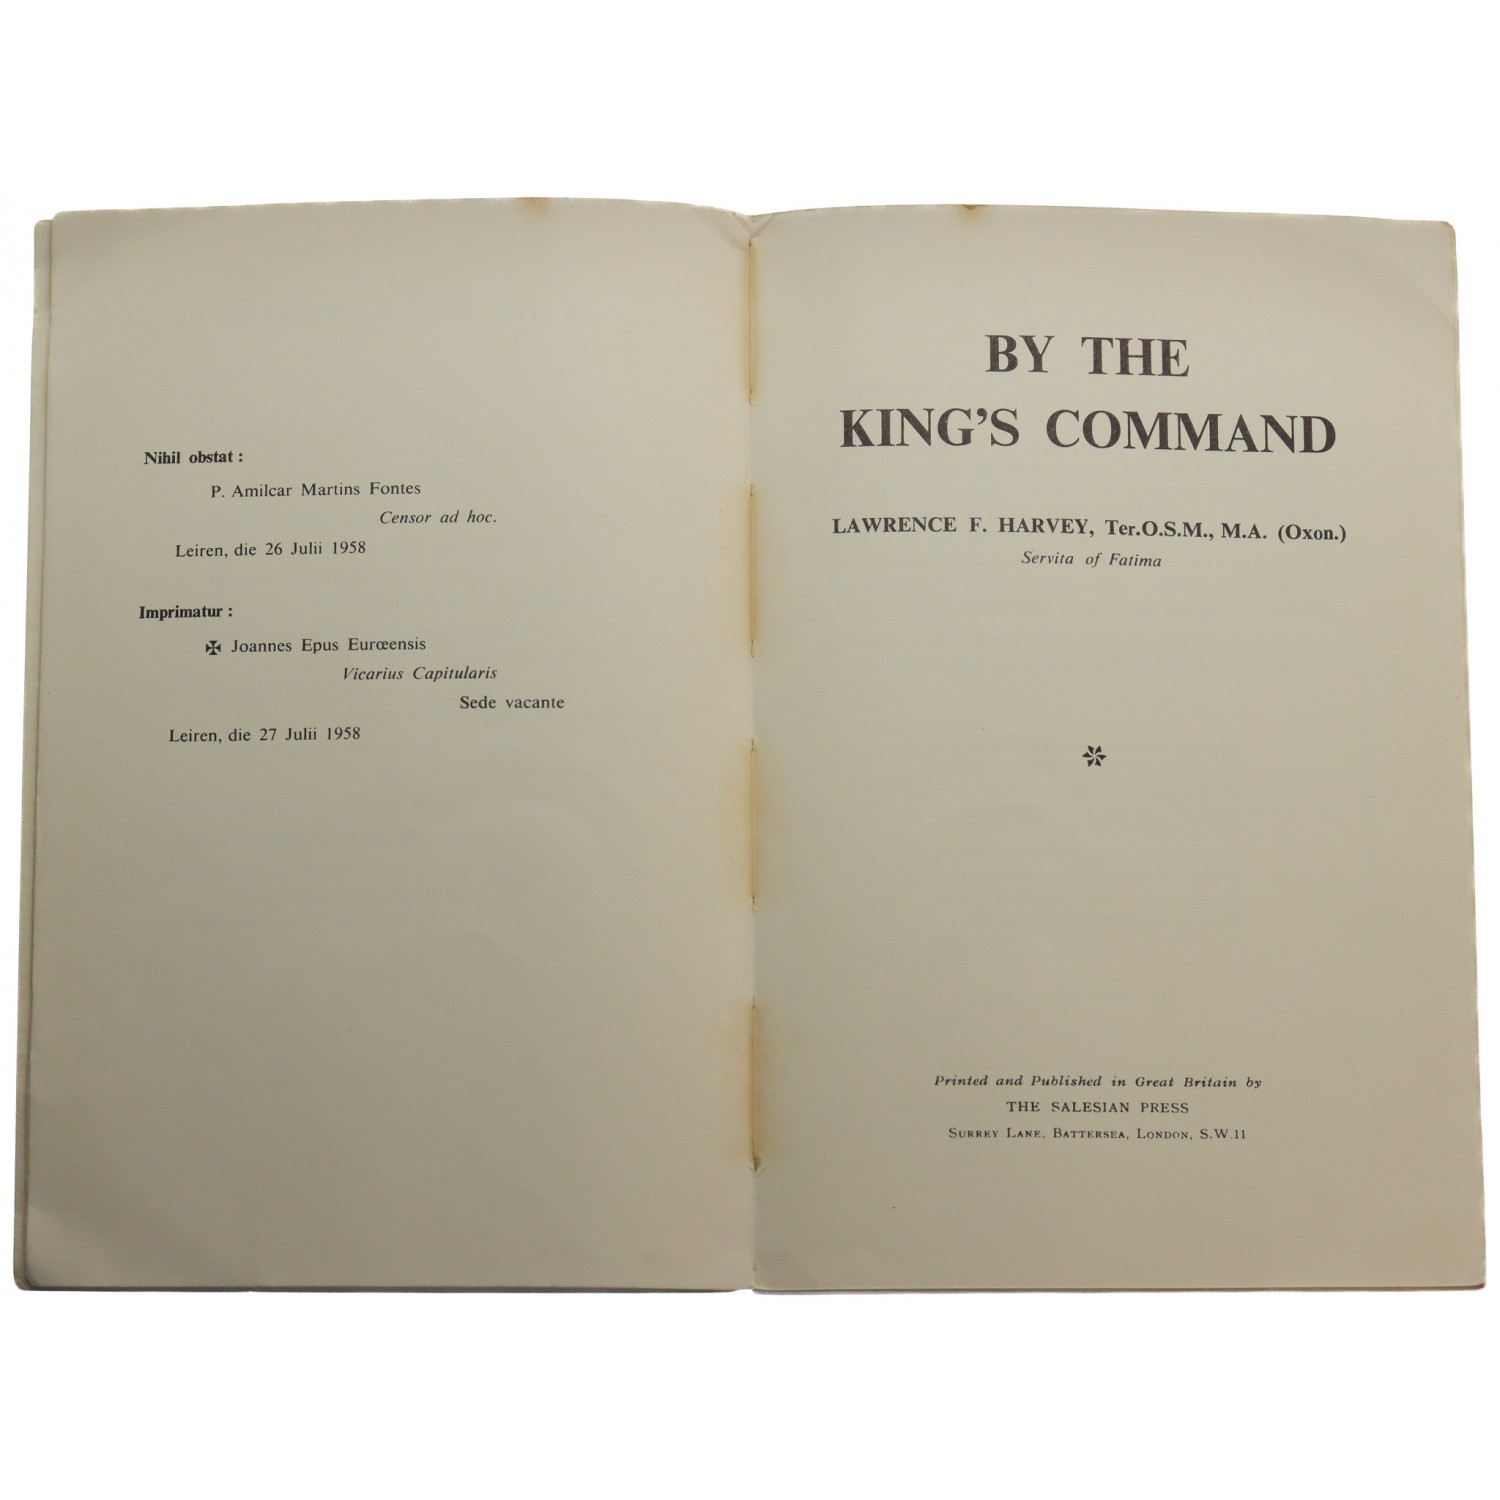 Nihil obstat :
P. Amilcar Martins Fontes
Censor ad hoc.
Leiren, die 26 Julii 1958
Imprimatur :
✠ Joannes Epus Eurœensis
Vicarius Capitularis
Sede vacante
Leiren, die 27 Julii 1958
BY THE
KING'S COMMAND
LAWRENCE F. HARVEY, Ter.O.S.M., M.A. (Oxon.)
Servita of Fatima
Printed and Published in Great Britain by
THE SALESIAN PRESS
SURREY LANE, BATTERSEA, LONDON, S.W.11